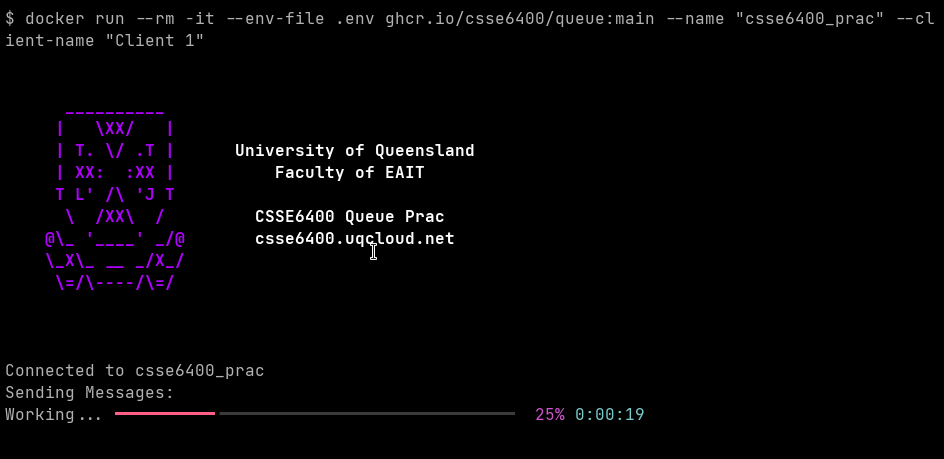 $ docker run --rm -it --env-file .env ghcr.io/csse6400/queue:main --name "csse6400_prac" --cl
ient-name "Client 1"
__________
|   \XX/   |
| T. \/ .T |
University of Queensland
| XX:  :XX |
Faculty of EAIT
T L' /\ 'J T
\  /XX\  /
CSSE6400 Queue Prac
@\_ '____' _/@
csse6400.uqcloud.net
\_X\_ __ _/X_/
\=/\----/\=/
Connected to csse6400_prac
Sending Messages:
Working... 25% 0:00:19